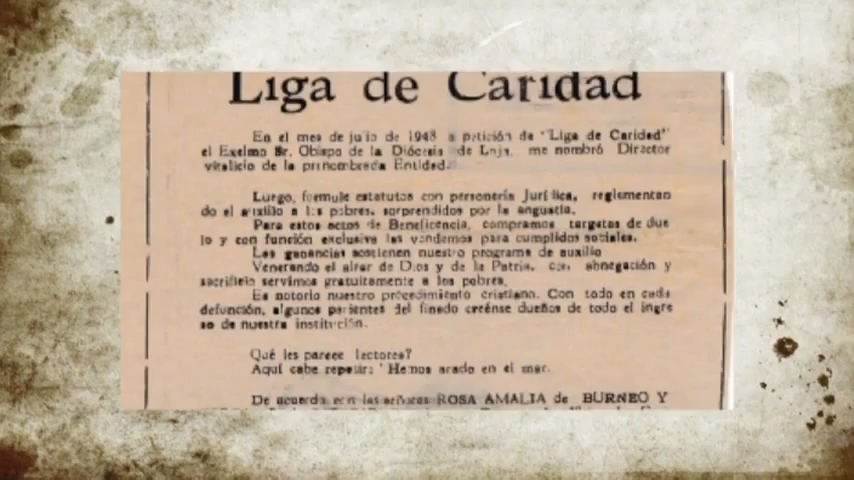 Liga de Caridad
En el mes de julio de 1948 a petición de "Liga de Caridad"
el Exelmo Sr. Obispo de la Diócesis de Loja, me nombró Director
vitalicio de la prenombrada Entidad.
Luego, formule estatutos con personería Jurídica, reglamentan
do el auxilio a los pobres, sorprendidos por la angustia.
Para estos actos de Beneficencia, compramos targetas de due
lo y con función exclusiva las vendemos para cumplidos sociales.
Las ganancias sostienen nuestro programa de auxilio
Venerando el altar de Dios y de la Patria, con abnegación y
sacrificio servimos gratuitamente a los pobres.
Es notorio nuestro procedimiento cristiano. Con todo en cada
defunción, algunos parientes del finado creénse dueños de todo el ingre
so de nuestra institución.
Qué les parece lectores?
Aquí cabe repetir: ' Hemos arado en el mar.
De acuerdo con las señoras ROSA AMALIA de BURNEO Y